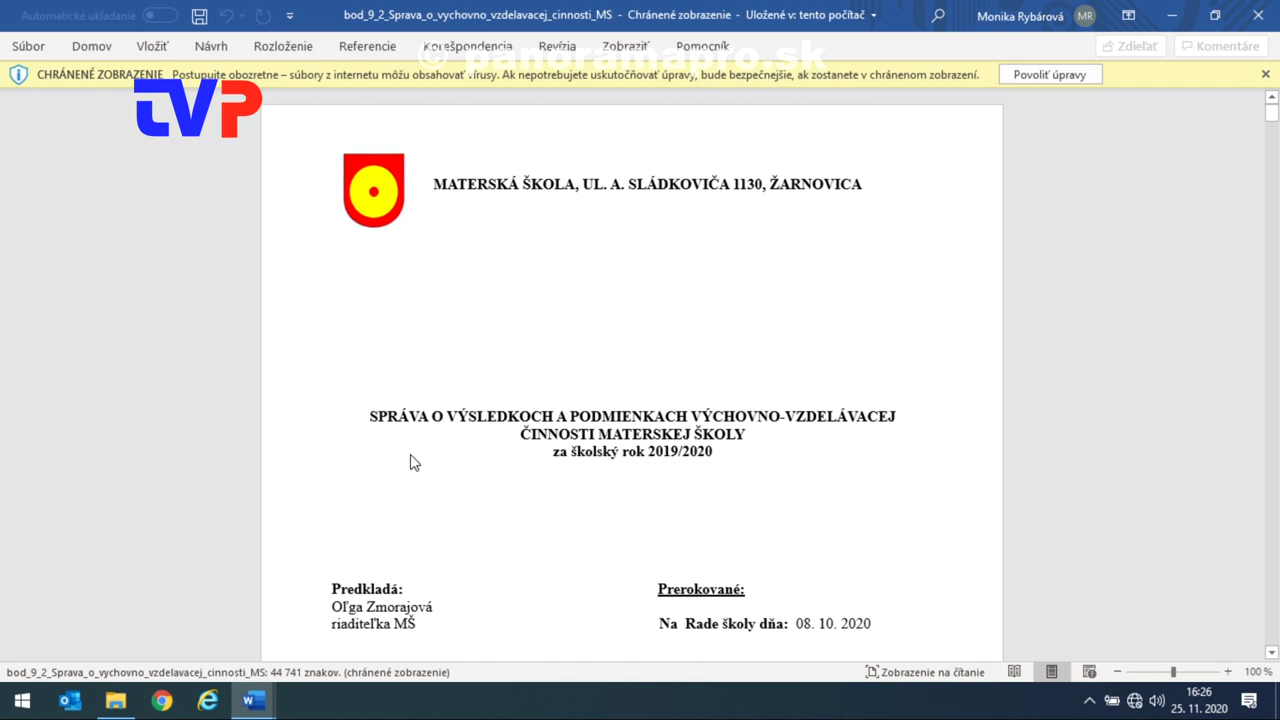 Automatické ukladanie
bod_9_2_Sprava_o_vychovno_vzdelavacej_cinnosti_MS - Chránené zobrazenie - Uložené v: tento počítač
Monika Rybárová MR
Súbor Domov Vložiť Návrh Rozloženie Referencie Korešpondencia Revízia Zobraziť Pomocník Zdieľať Komentáre
© panoramapro.sk
CHRÁNENÉ ZOBRAZENIE Postupujte obozretne – súbory z internetu môžu obsahovať vírusy. Ak nepotrebujete uskutočňovať úpravy, bude bezpečnejšie, ak zostanete v chránenom zobrazení. Povoliť úpravy
TVP
MATERSKÁ ŠKOLA, UL. A. SLÁDKOVIČA 1130, ŽARNOVICA
SPRÁVA O VÝSLEDKOCH A PODMIENKACH VÝCHOVNO-VZDELÁVACEJ
ČINNOSTI MATERSKEJ ŠKOLY
za školský rok 2019/2020
Predkladá: Prerokované:
Oľga Zmorajová
riaditeľka MŠ Na Rade školy dňa: 08. 10. 2020
bod_9_2_Sprava_o_vychovno_vzdelavacej_cinnosti_MS: 44 741 znakov. (chránené zobrazenie) Zobrazenie na čítanie 100 %
16:26
25. 11. 2020